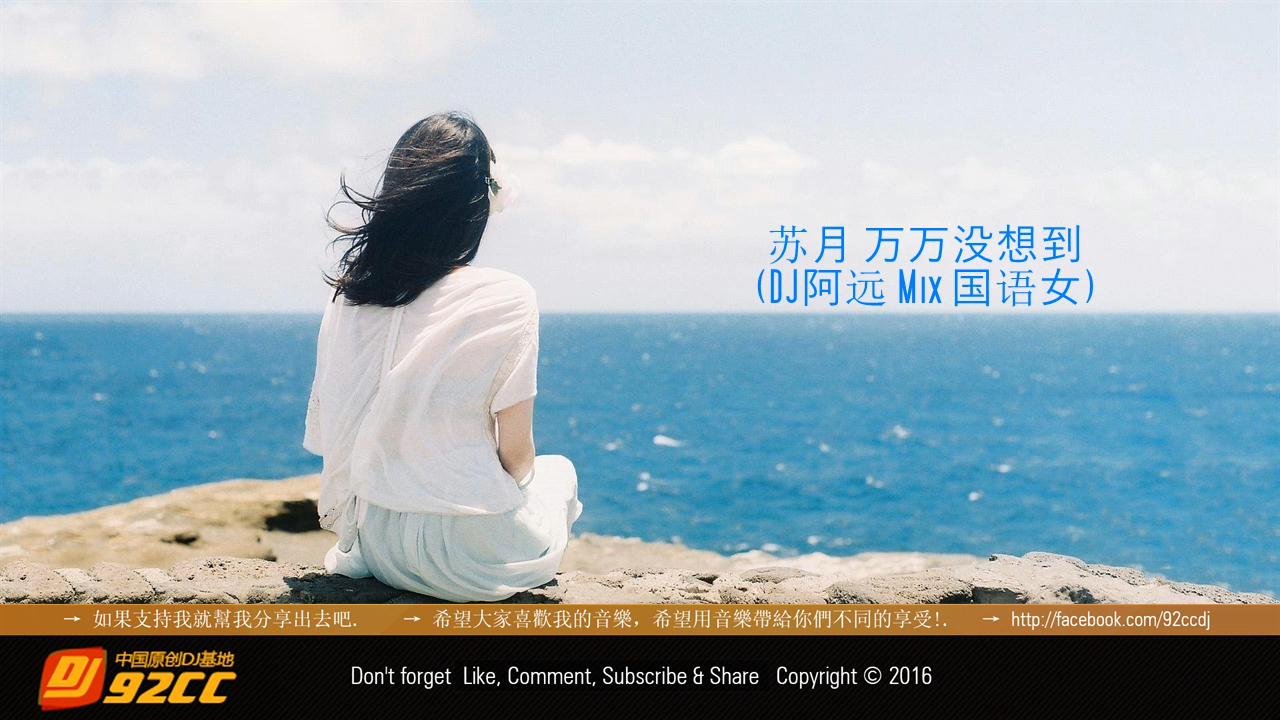 苏月 万万没想到
(DJ阿远 Mix 国语女)
→ 如果支持我就幫我分享出去吧. → 希望大家喜歡我的音樂，希望用音樂帶給你們不同的享受!. → http://facebook.com/92ccdj
DJ 中国原创DJ基地
92CC
Don't forget Like, Comment, Subscribe & Share Copyright © 2016